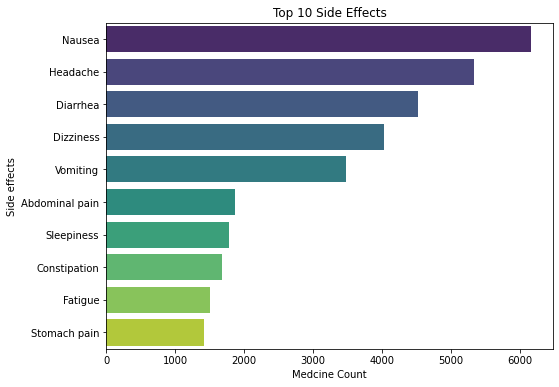 Top 10 Side Effects
Side effects
Nausea
Headache
Diarrhea
Dizziness
Vomiting
Abdominal pain
Sleepiness
Constipation
Fatigue
Stomach pain
0 1000 2000 3000 4000 5000 6000
Medcine Count